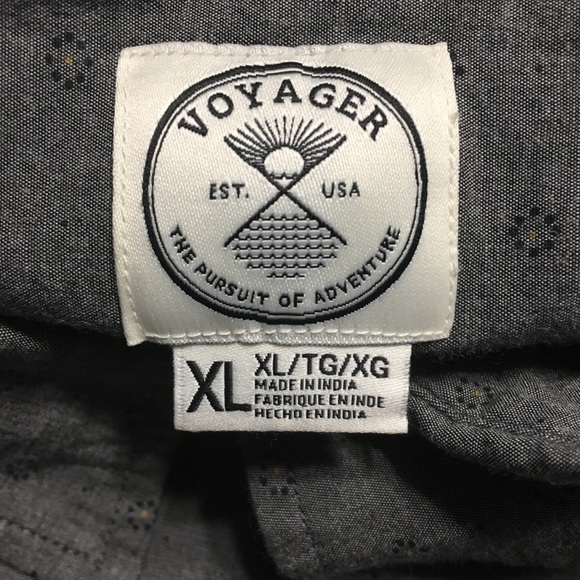 VOYAGER
EST. USA
THE PURSUIT OF ADVENTURE
XL
XL/TG/XG
MADE IN INDIA
FABRIQUE EN INDE
HECHO EN INDIA